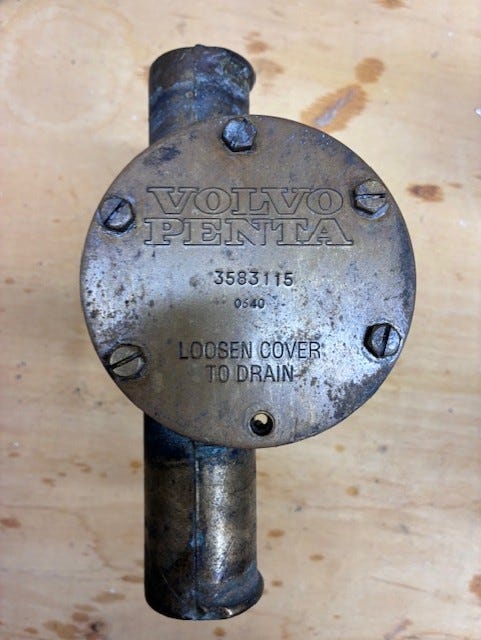 VOLVO
PENTA
3583115
0640
LOOSEN COVER
TO DRAIN